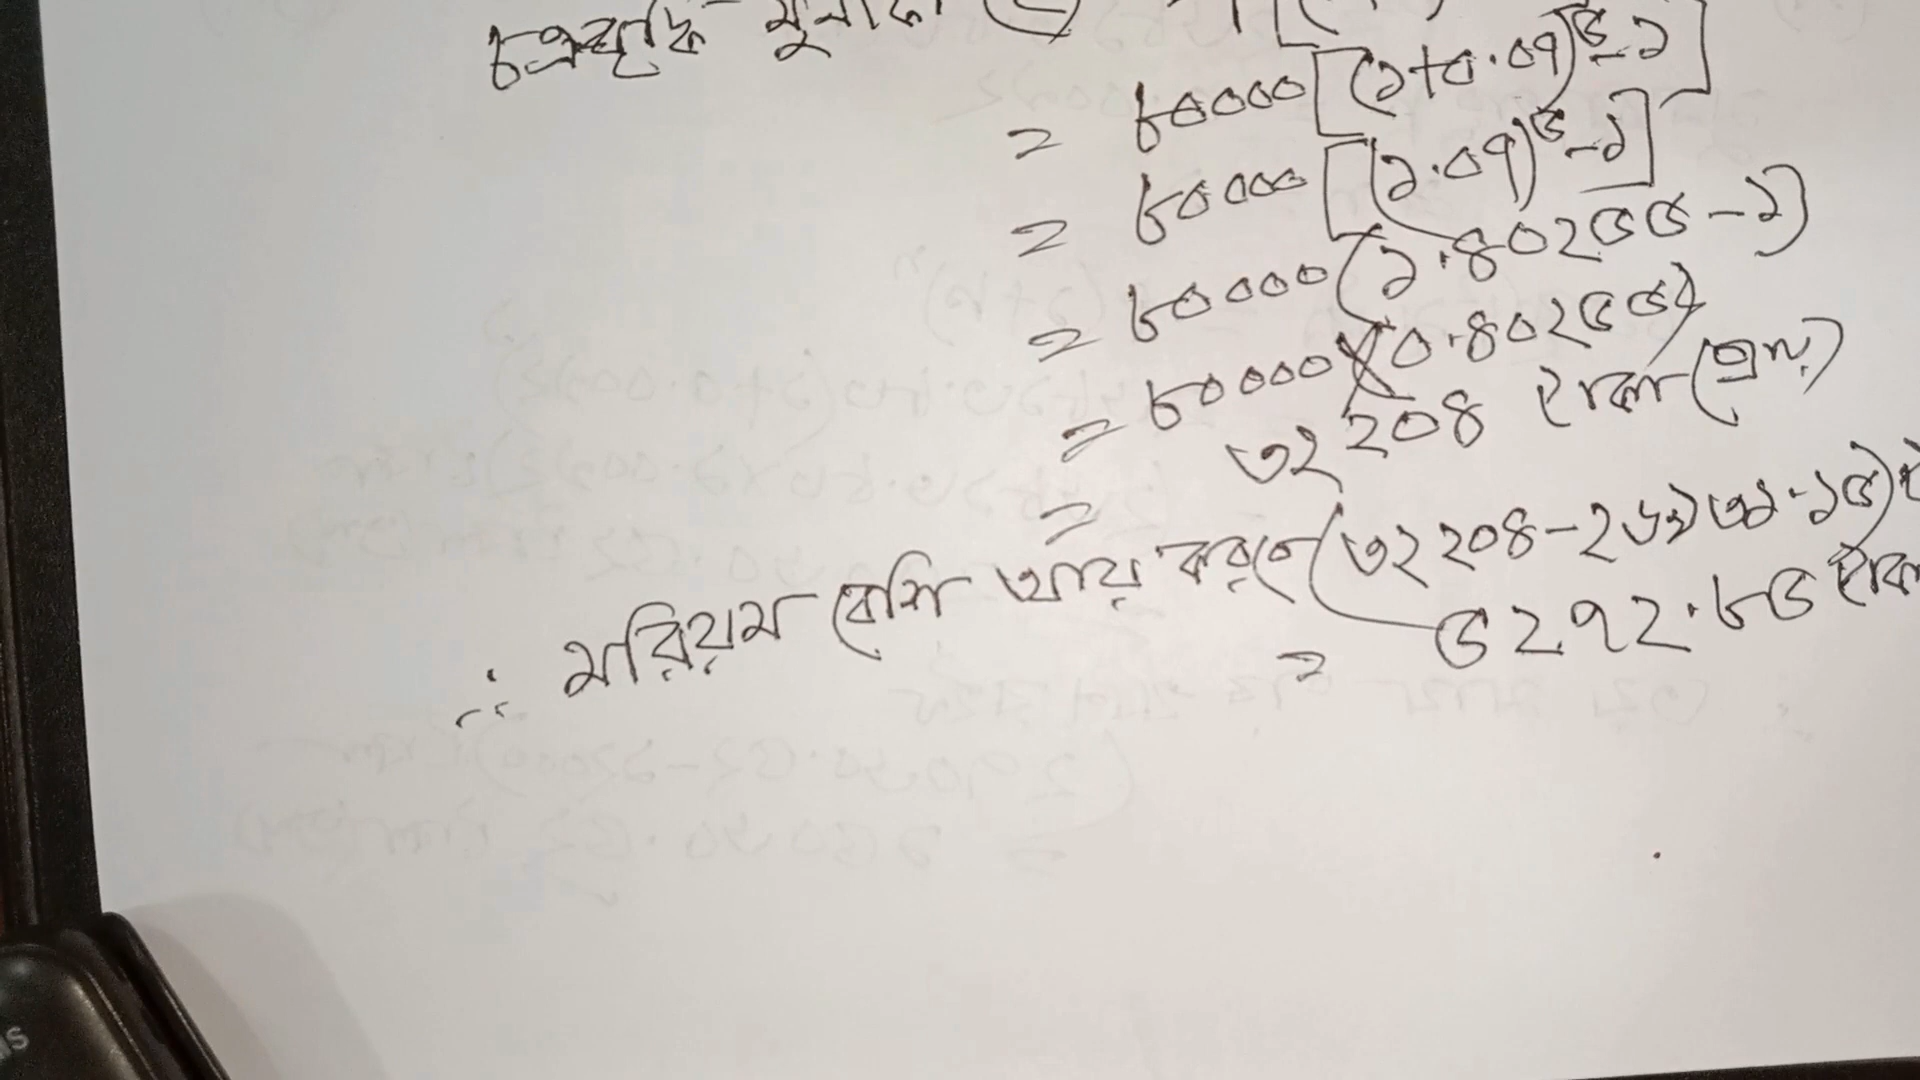 চক্রবৃদ্ধি মুনাফা
= ৮০০০০[(১+০.০৭)^৫-১]
= ৮০০০০[(১.০৭)^৫-১]
= ৮০০০০(১.৪০২৫৫-১)
= ৮০০০০(০.৪০২৫৫)
= ৩২২০৪ টাকা (প্রায়)
∴ মরিয়ম বেশি আয় করবে (৩২২০৪-২৬৯৩১.১৫)
= ৫২৭২.৮৫ টাকা